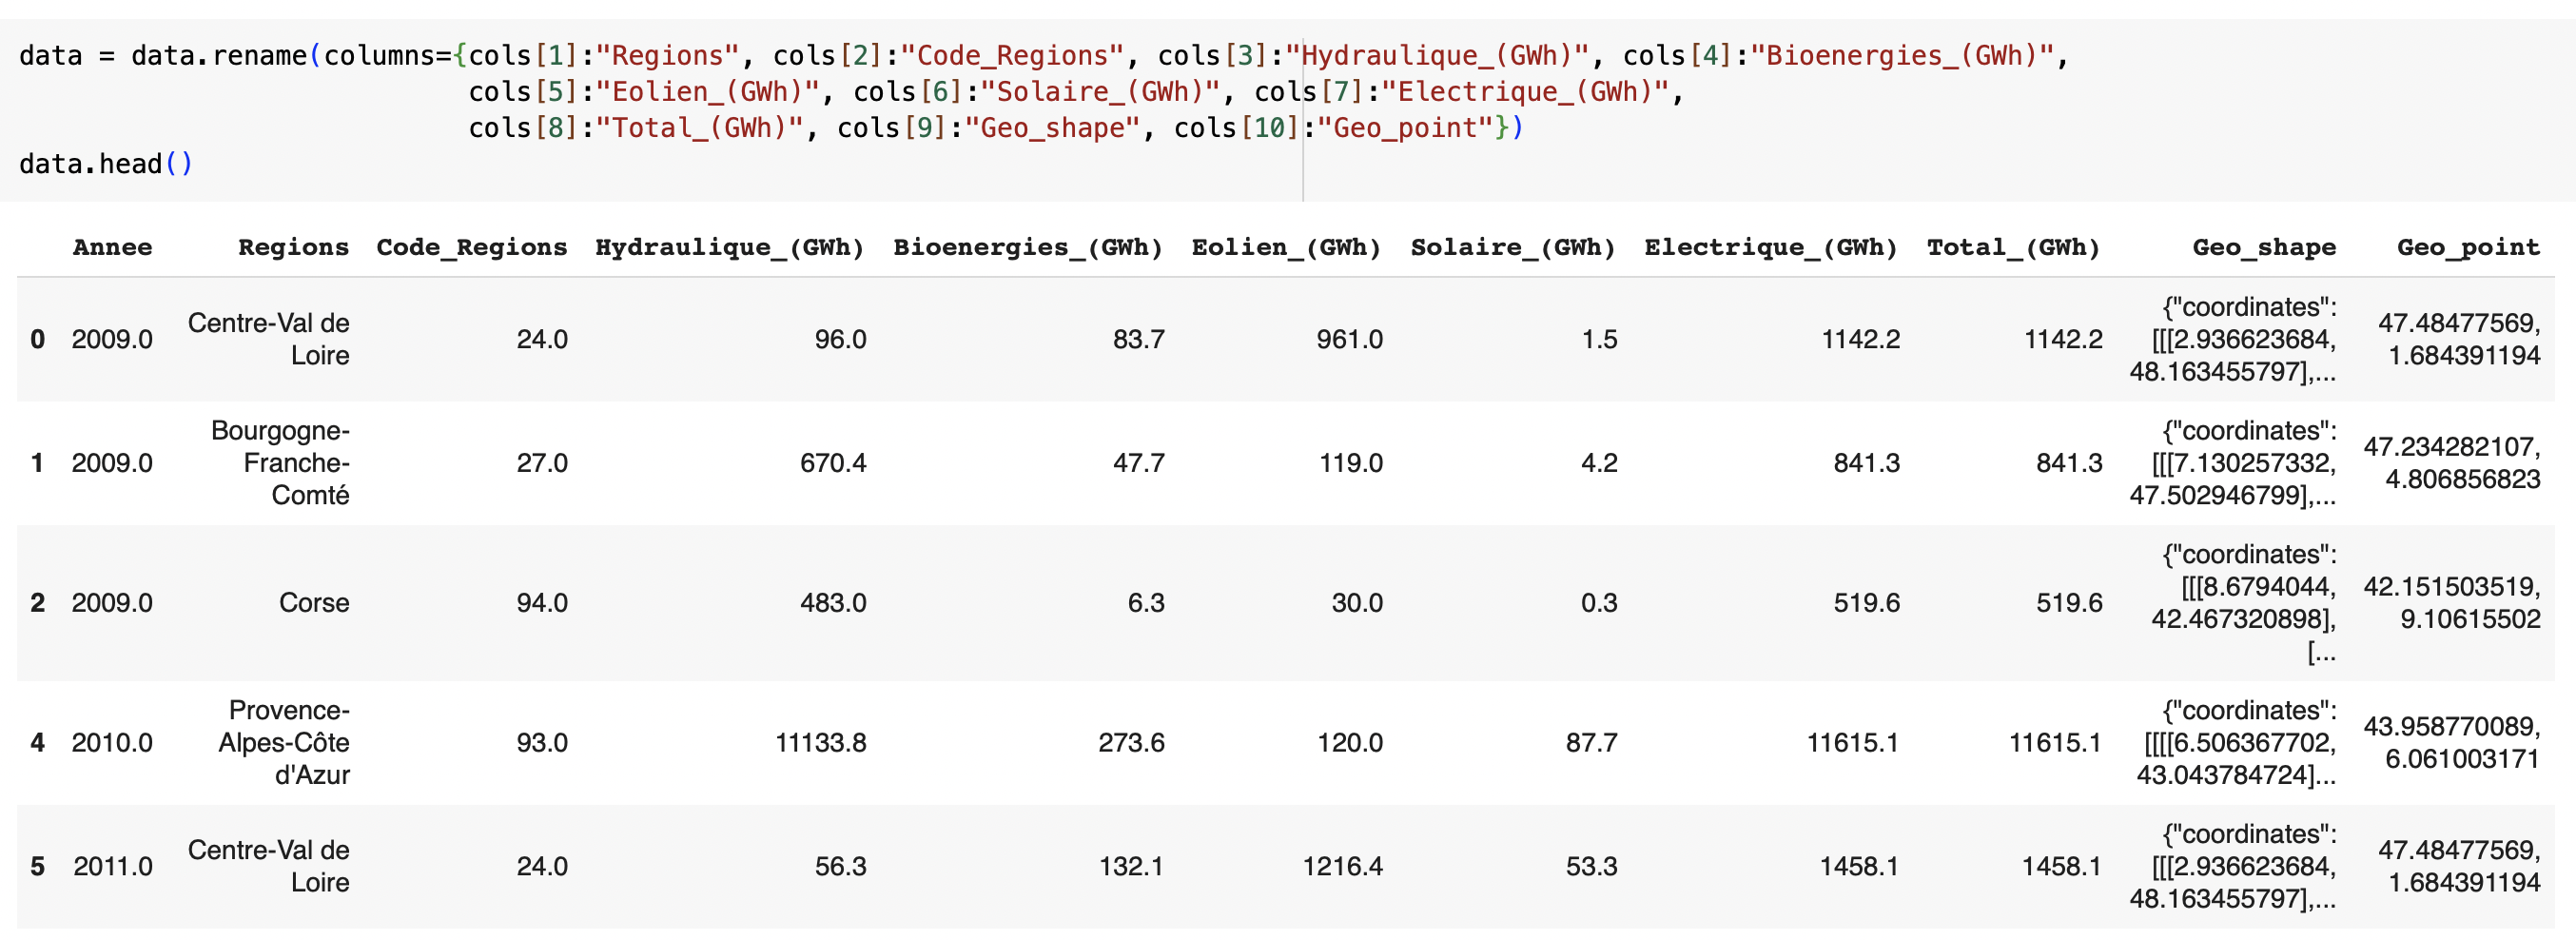 data = data.rename(columns={cols[1]:"Regions", cols[2]:"Code_Regions", cols[3]:"Hydraulique_(GWh)", cols[4]:"Bioenergies_(GWh)",
cols[5]:"Eolien_(GWh)", cols[6]:"Solaire_(GWh)", cols[7]:"Electrique_(GWh)",
cols[8]:"Total_(GWh)", cols[9]:"Geo_shape", cols[10]:"Geo_point"})
data.head()
Annee Regions Code_Regions Hydraulique_(GWh) Bioenergies_(GWh) Eolien_(GWh) Solaire_(GWh) Electrique_(GWh) Total_(GWh) Geo_shape Geo_point
{"coordinates":
Centre-Val de 47.48477569,
0 2009.0 24.0 96.0 83.7 961.0 1.5 1142.2 1142.2 [[[2.936623684,
Loire 1.684391194
48.163455797],...
Bourgogne- {"coordinates":
47.234282107,
1 2009.0 Franche- 27.0 670.4 47.7 119.0 4.2 841.3 841.3 [[[7.130257332,
4.806856823
Comté 47.502946799],...
{"coordinates":
[[[8.6794044, 42.151503519,
2 2009.0 Corse 94.0 483.0 6.3 30.0 0.3 519.6 519.6
42.467320898], 9.10615502
[...
Provence- {"coordinates":
43.958770089,
4 2010.0 Alpes-Côte 93.0 11133.8 273.6 120.0 87.7 11615.1 11615.1 [[[[6.506367702,
6.061003171
d'Azur 43.043784724]...
{"coordinates":
Centre-Val de 47.48477569,
5 2011.0 24.0 56.3 132.1 1216.4 53.3 1458.1 1458.1 [[[2.936623684,
Loire 1.684391194
48.163455797],...